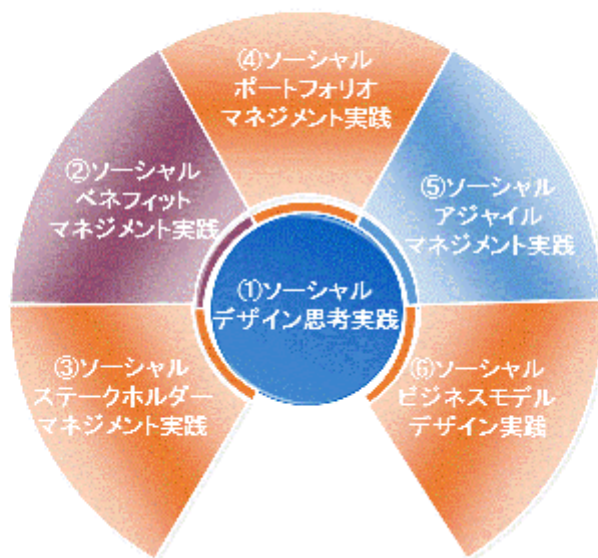 ④ソーシャル
ポートフォリオ
マネジメント実践
②ソーシャル
ベネフィット
マネジメント実践
⑤ソーシャル
アジャイル
マネジメント実践
①ソーシャル
デザイン思考実践
③ソーシャル
ステークホルダー
マネジメント実践
⑥ソーシャル
ビジネスモデル
デザイン実践